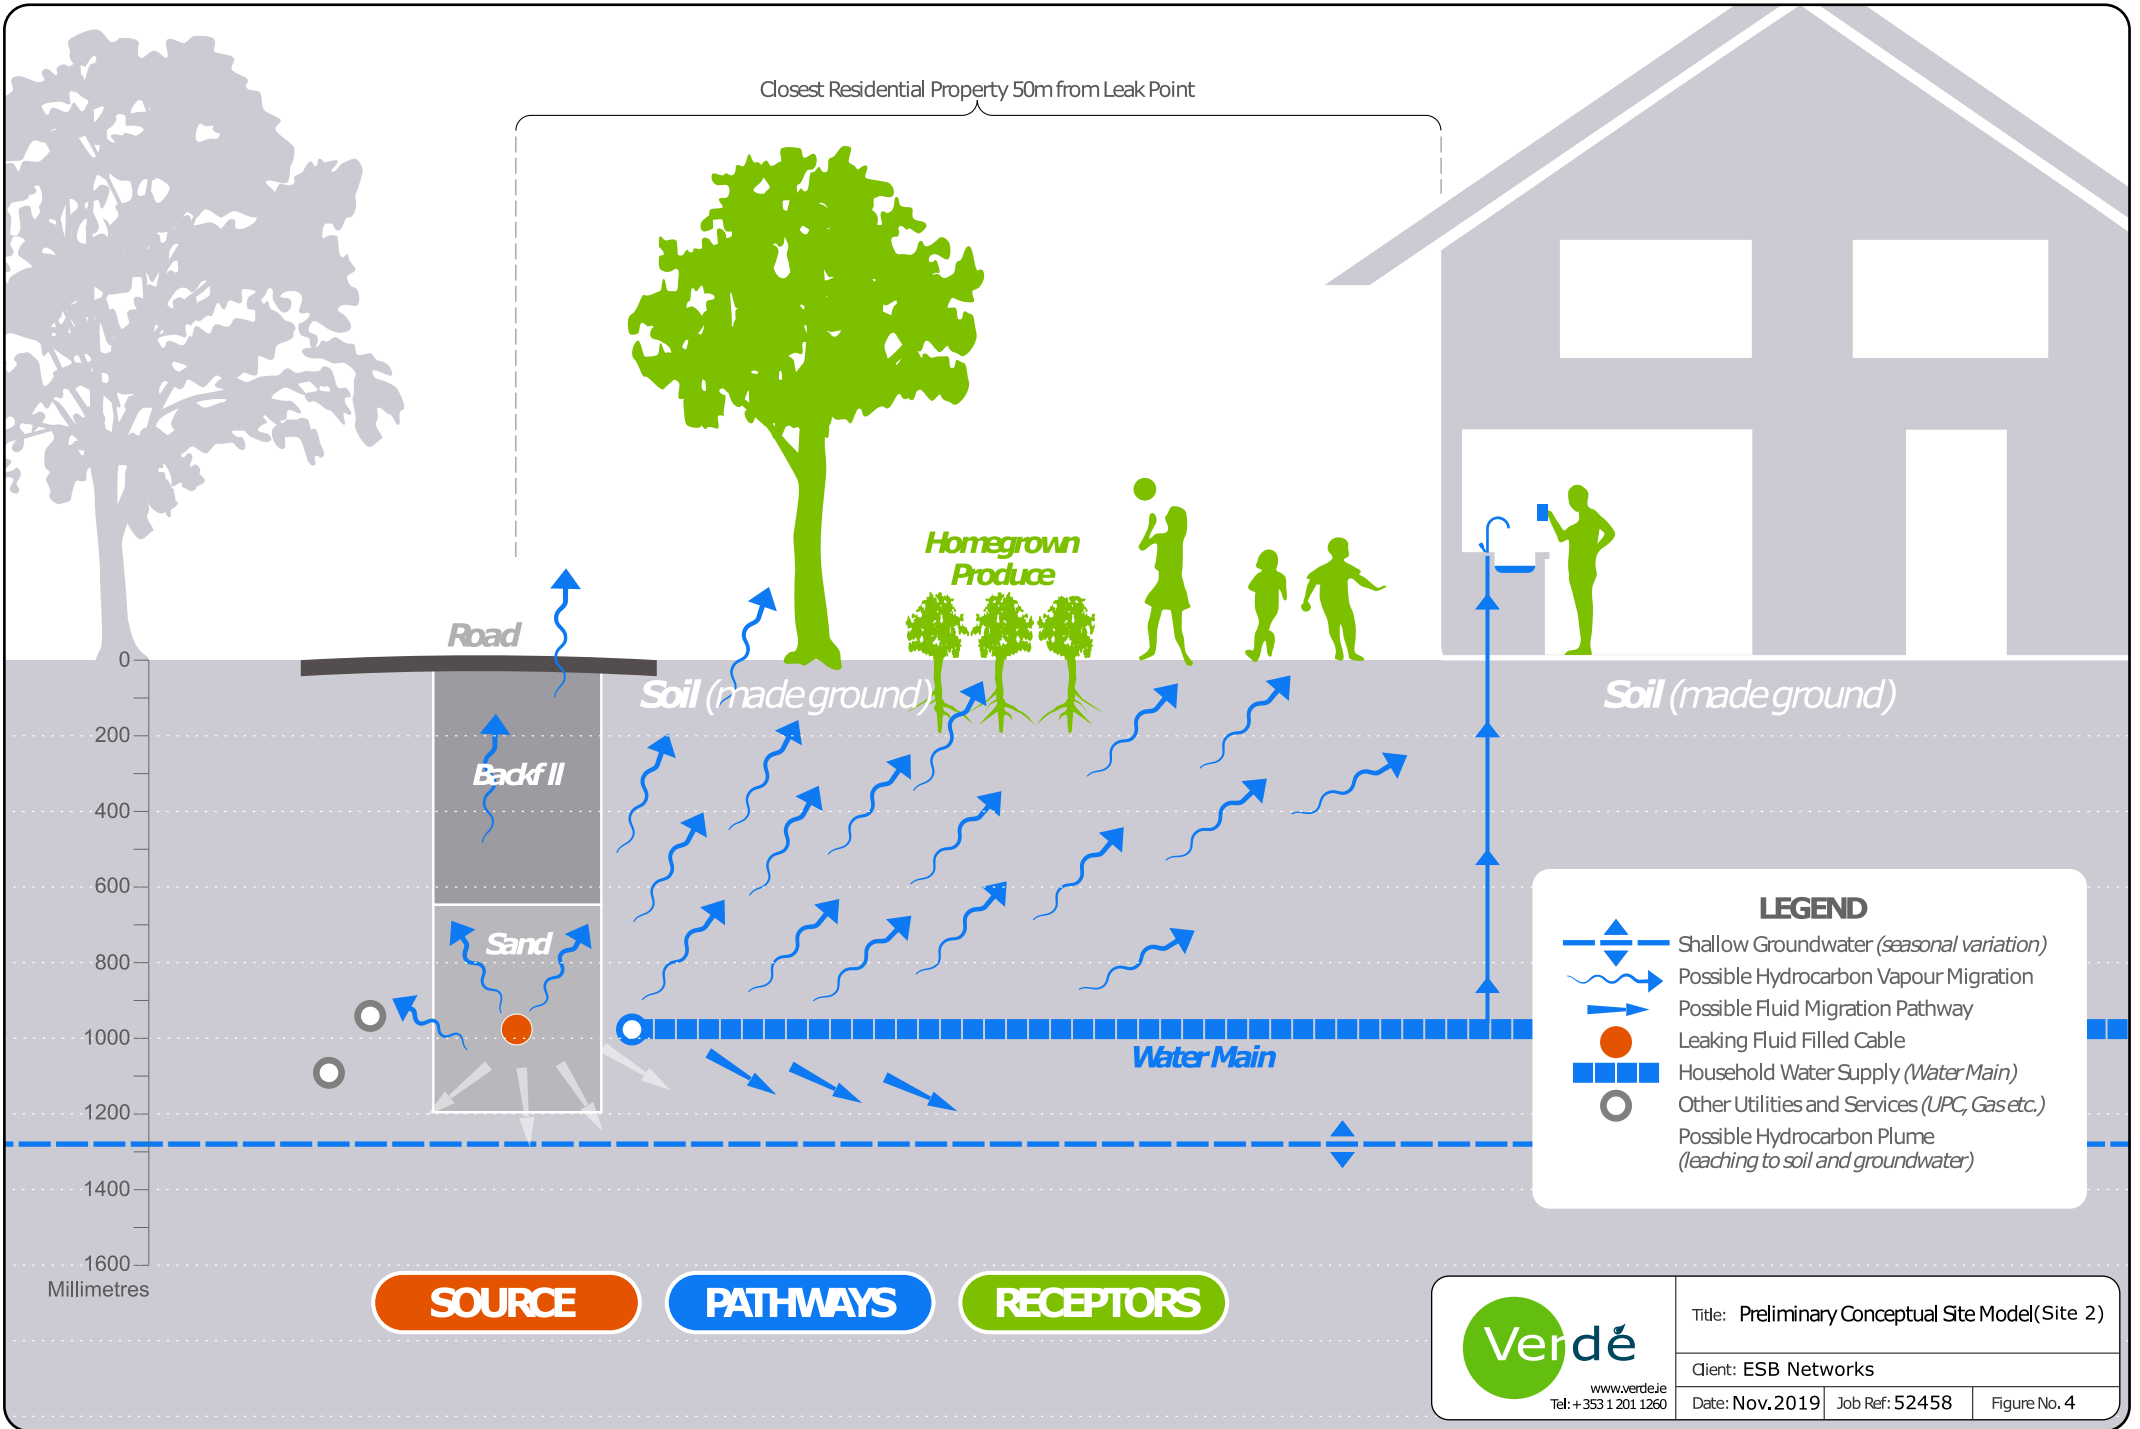 Closest Residential Property 50m from Leak Point
Homegrown
Produce
Road
0
Soil (made ground)
Soil (made ground)
200
Backfll
400
600
LEGEND
Sand
Shallow Groundwater (seasonal variation)
800
Possible Hydrocarbon Vapour Migration
Possible Fluid Migration Pathway
1000
Leaking Fluid Filled Cable
Water Main
Household Water Supply (Water Main)
Other Utilities and Services (UPC, Gas etc.)
1200
Possible Hydrocarbon Plume
(leaching to soil and groundwater)
1400
1600
Millimetres
SOURCE
PATHWAYS
RECEPTORS
Verdé
www.verde.ie
Tel: +353 1 201 1260
Title: Preliminary Conceptual Site Model (Site 2)
Client: ESB Networks
Date: Nov.2019
Job Ref: 52458
Figure No. 4